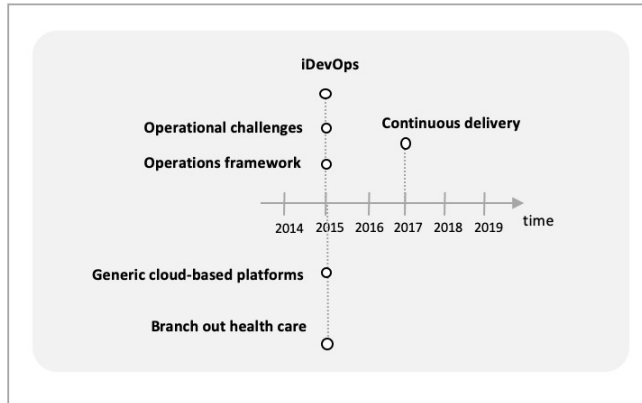 iDevOps
Operational challenges
Continuous delivery
Operations framework
time
2014 2015 2016 2017 2018 2019
Generic cloud-based platforms
Branch out health care